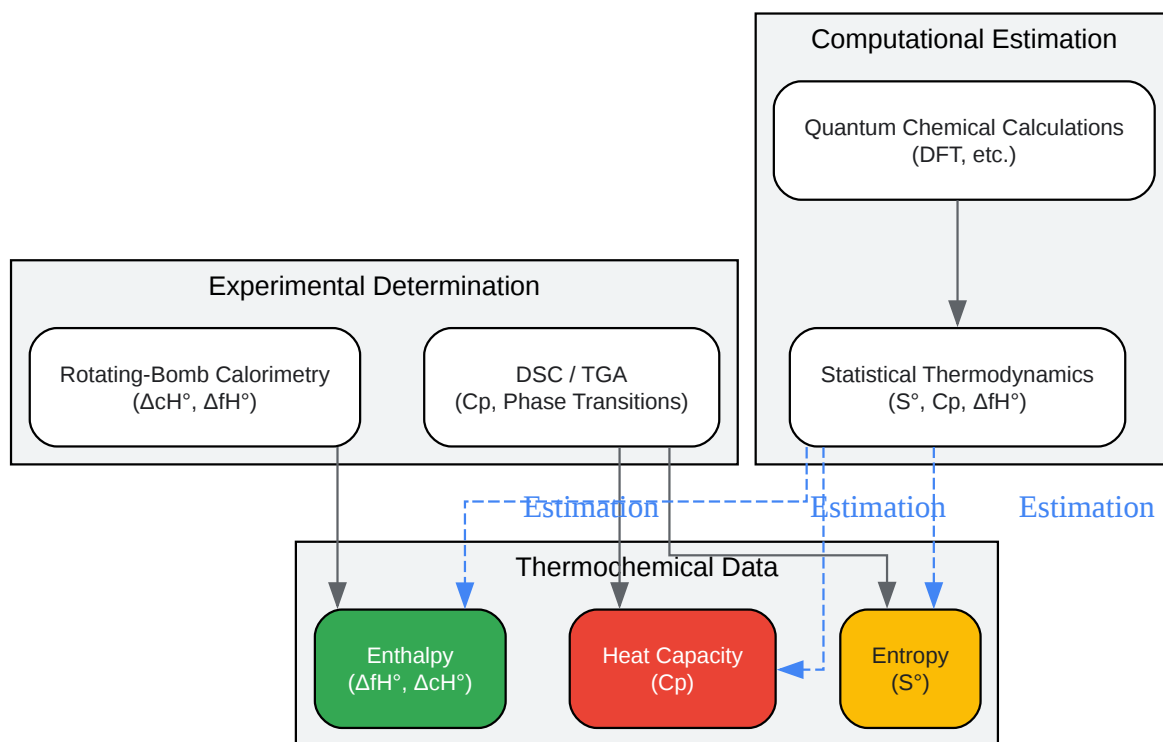 Computational Estimation
Quantum Chemical Calculations
(DFT, etc.)
Experimental Determination
Rotating-Bomb Calorimetry
(ΔcH°, ΔfH°)
DSC / TGA
(Cp, Phase Transitions)
Statistical Thermodynamics
(S°, Cp, ΔfH°)
Estimation
Estimation
Estimation
Thermochemical Data
Enthalpy
(ΔfH°, ΔcH°)
Heat Capacity
(Cp)
Entropy
(S°)